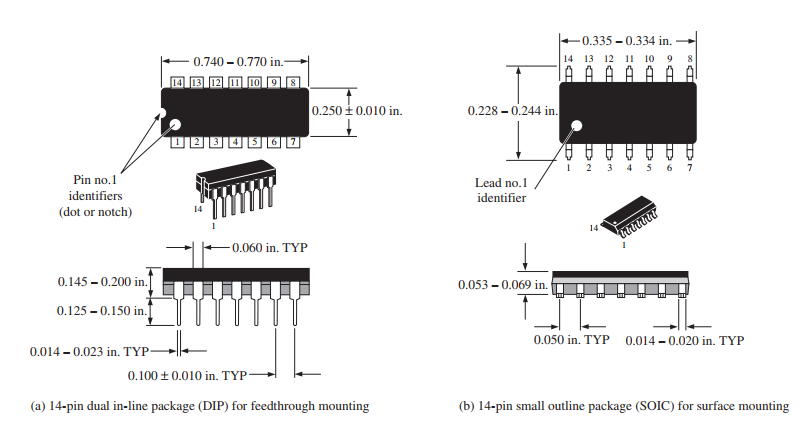 0.740 – 0.770 in.
14 13 12 11 10 9 8
0.250 ± 0.010 in.
1 2 3 4 5 6 7
Pin no.1
identifiers
(dot or notch)
14
1
0.060 in. TYP
0.145 – 0.200 in.
0.125 – 0.150 in.
0.014 – 0.023 in. TYP
0.100 ± 0.010 in. TYP
(a) 14-pin dual in-line package (DIP) for feedthrough mounting
0.335 – 0.334 in.
14 13 12 11 10 9 8
0.228 – 0.244 in.
1 2 3 4 5 6 7
Lead no.1
identifier
14
1
0.053 – 0.069 in.
0.050 in. TYP
0.014 – 0.020 in. TYP
(b) 14-pin small outline package (SOIC) for surface mounting